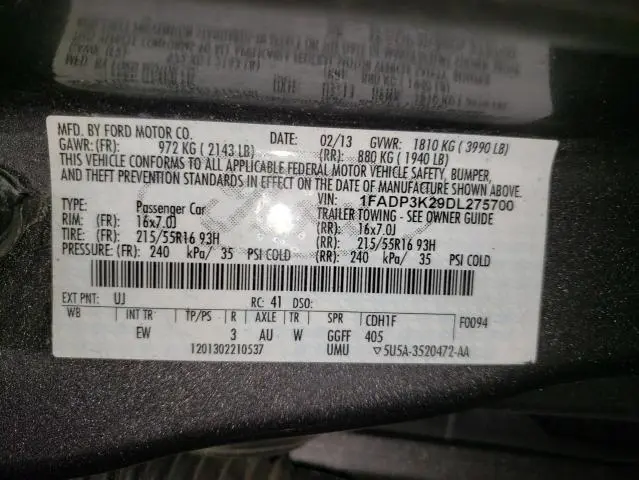 MFD. BY FORD MOTOR CO.
DATE: 02/13 GVWR: 1810 KG ( 3990 LB)
GAWR: (FR): 972 KG ( 2143 LB) (RR): 880 KG ( 1940 LB)
THIS VEHICLE CONFORMS TO ALL APPLICABLE FEDERAL MOTOR VEHICLE SAFETY, BUMPER,
AND THEFT PREVENTION STANDARDS IN EFFECT ON THE DATE OF MANUFACTURE SHOWN ABOVE.
VIN: 1FADP3K29DL275700
TYPE: Passenger Car TRAILER TOWING - SEE OWNER GUIDE
RIM: (FR): 16x7.0J (RR): 16x7.0J
TIRE: (FR): 215/55R16 93H (RR): 215/55R16 93H
PRESSURE: (FR): 240 kPa/ 35 PSI COLD (RR): 240 kPa/ 35 PSI COLD
EXT PNT: UJ RC: 41 DSO:
WB INT TR TP/PS R AXLE TR SPR CDH1F F0094
EW 3 AU W GGFF 405
1201302210537 UMU ▽5U5A-3520472-AA